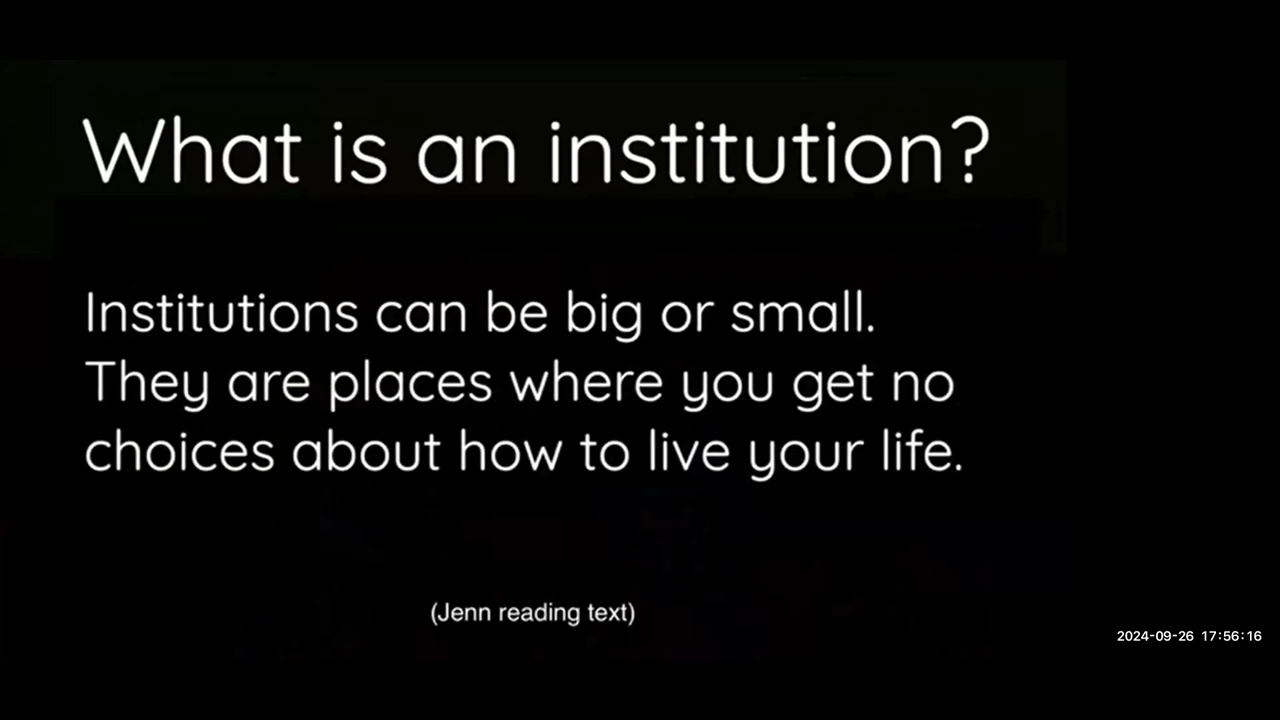 What is an institution?
Institutions can be big or small.
They are places where you get no
choices about how to live your life.
(Jenn reading text)
2024-09-26 17:56:16